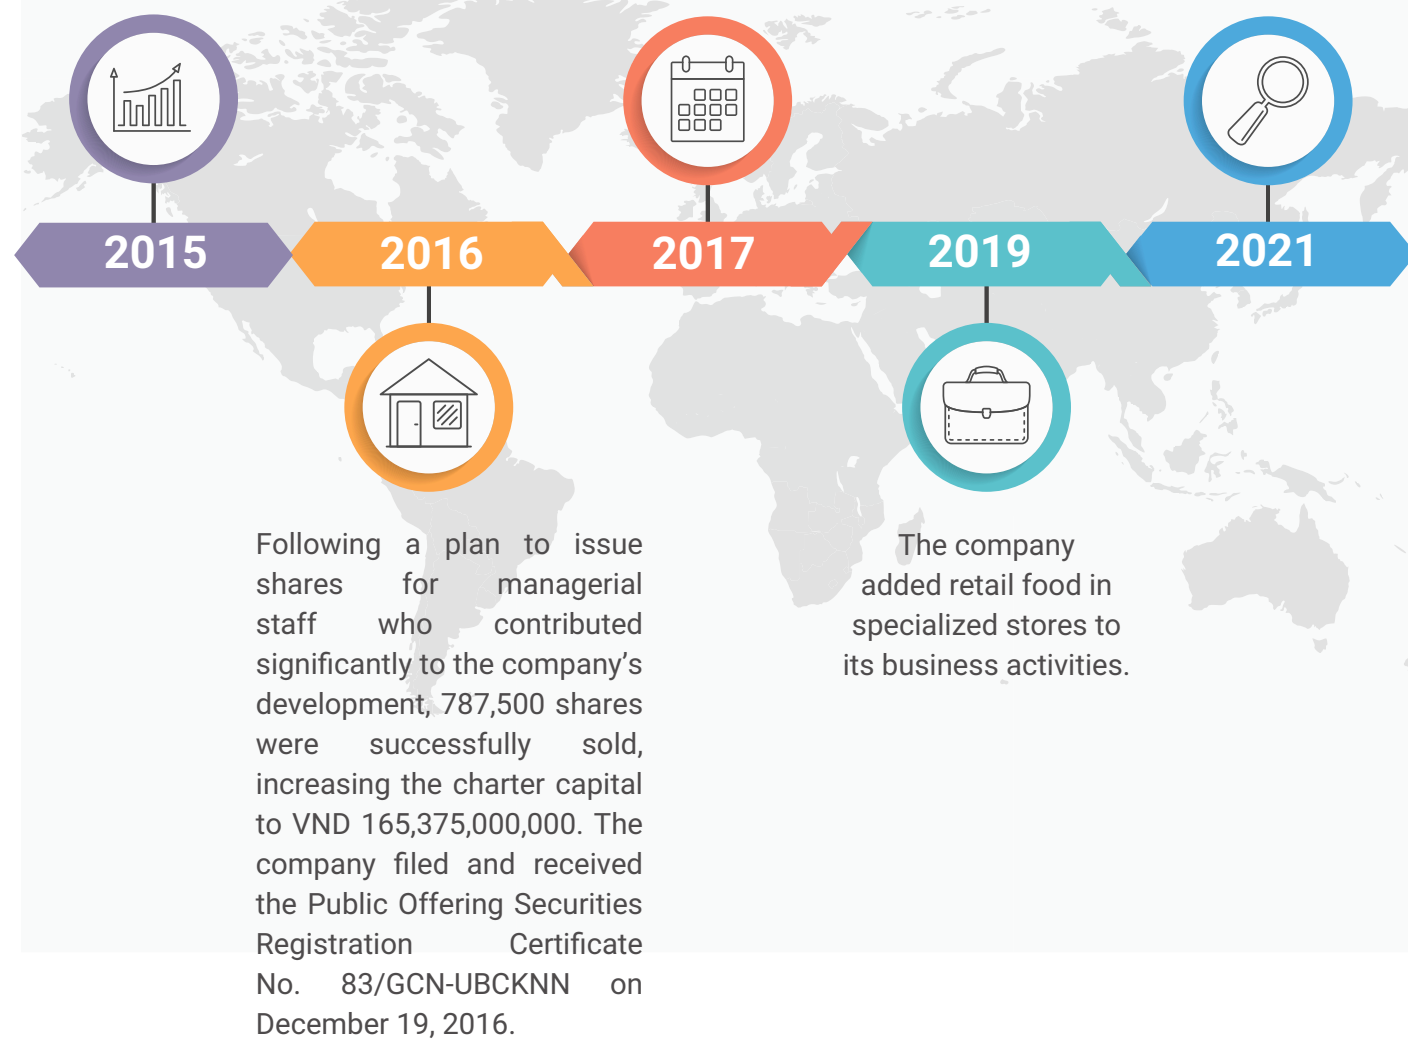 2015
2016
2017
2019
2021
Following a plan to issue
shares for managerial
staff who contributed
significantly to the company’s
development, 787,500 shares
were successfully sold,
increasing the charter capital
to VND 165,375,000,000. The
company filed and received
the Public Offering Securities
Registration Certificate
No. 83/GCN-UBCKNN on
December 19, 2016.
The company
added retail food in
specialized stores to
its business activities.